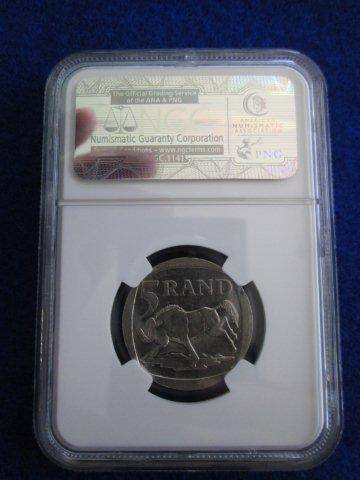 The Official Grading Service
of the ANA & PNG
NGC
Numismatic Guaranty Corporation
www.ngcterms.com
AMERICAN
NUMISMATIC
ASSOCIATION
PNG
5 RAND